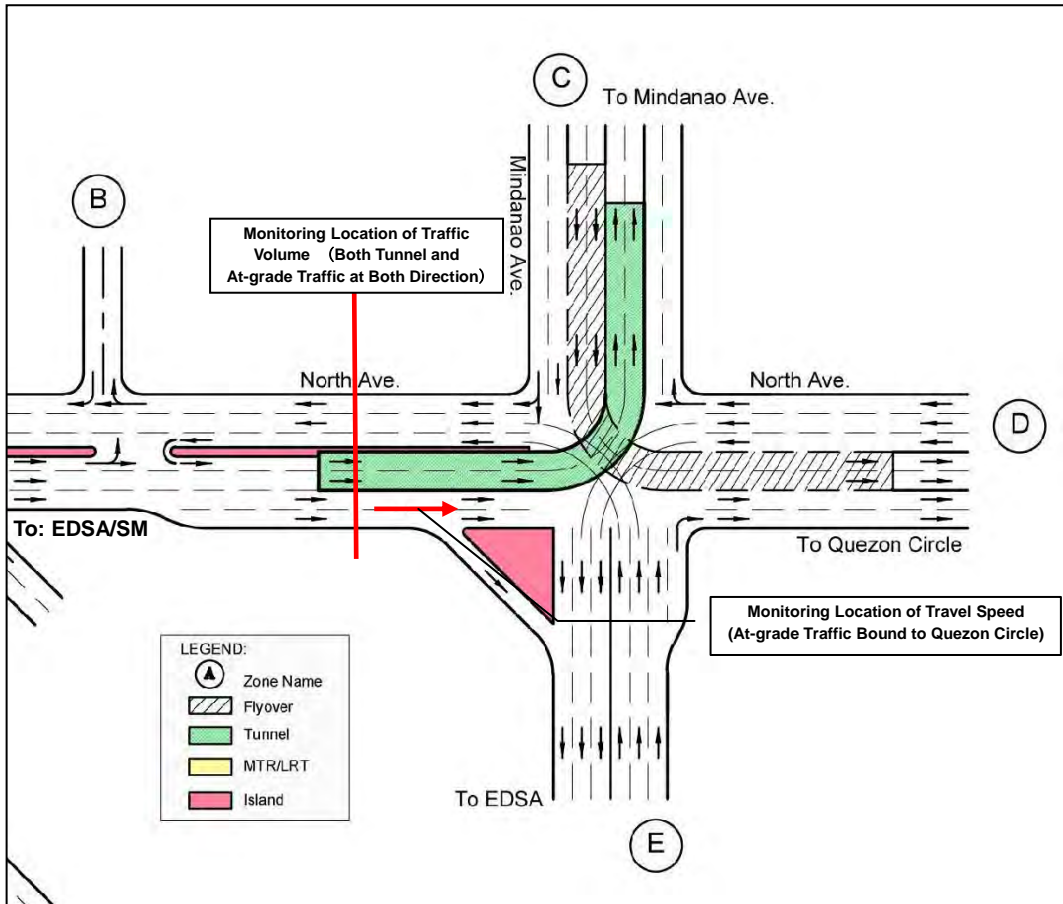 C
To Mindanao Ave.
Mindanao Ave.
B
Monitoring Location of Traffic
Volume （Both Tunnel and
At-grade Traffic at Both Direction）
North Ave.
North Ave.
D
To: EDSA/SM
To Quezon Circle
Monitoring Location of Travel Speed
(At-grade Traffic Bound to Quezon Circle)
LEGEND:
A Zone Name
Flyover
Tunnel
MTR/LRT
Island
To EDSA
E